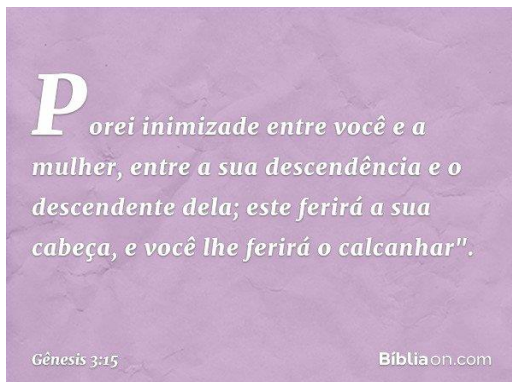 Porei inimizade entre você e a
mulher, entre a sua descendência e o
descendente dela; este ferirá a sua
cabeça, e você lhe ferirá o calcanhar".
Gênesis 3:15
Bíbliaon.com